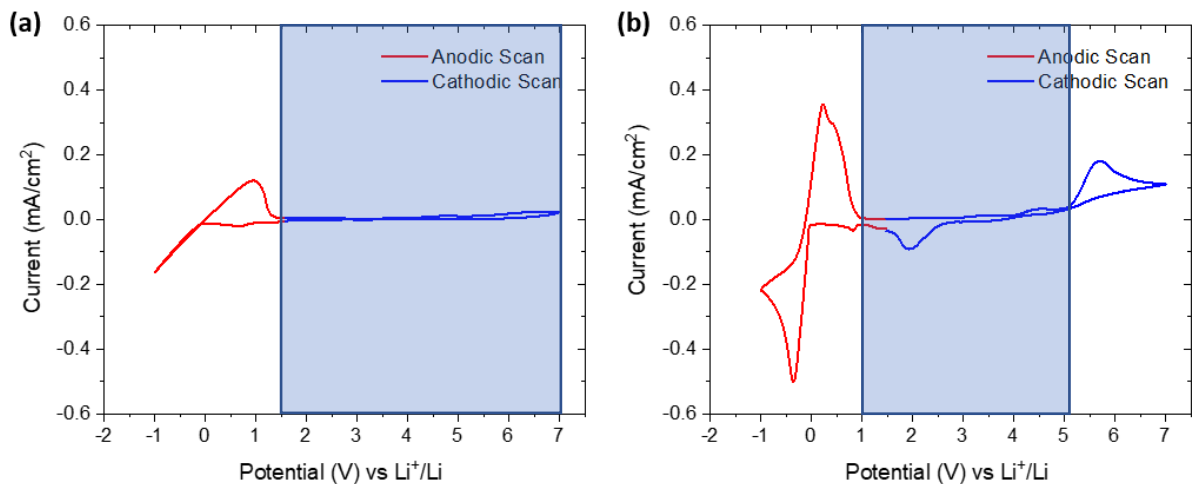 (a)
0.6
0.4
0.2
0.0
-0.2
-0.4
-0.6
Current (mA/cm²)
Anodic Scan
Cathodic Scan
-2 -1 0 1 2 3 4 5 6 7
Potential (V) vs Li⁺/Li
(b)
0.6
0.4
0.2
0.0
-0.2
-0.4
-0.6
Current (mA/cm²)
Anodic Scan
Cathodic Scan
-2 -1 0 1 2 3 4 5 6 7
Potential (V) vs Li⁺/Li